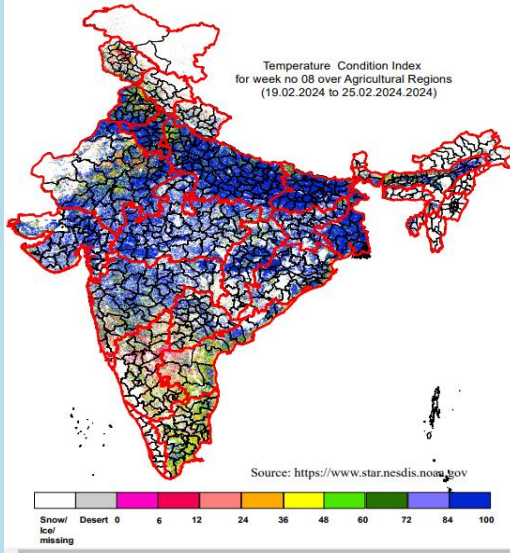 Temperature Condition Index
for week no 08 over Agricultural Regions
(19.02.2024 to 25.02.2024.2024)
Source: https://www.star.nesdis.noaa.gov
Snow/ Desert 0 6 12 24 36 48 60 72 84 100
Ice/
missing